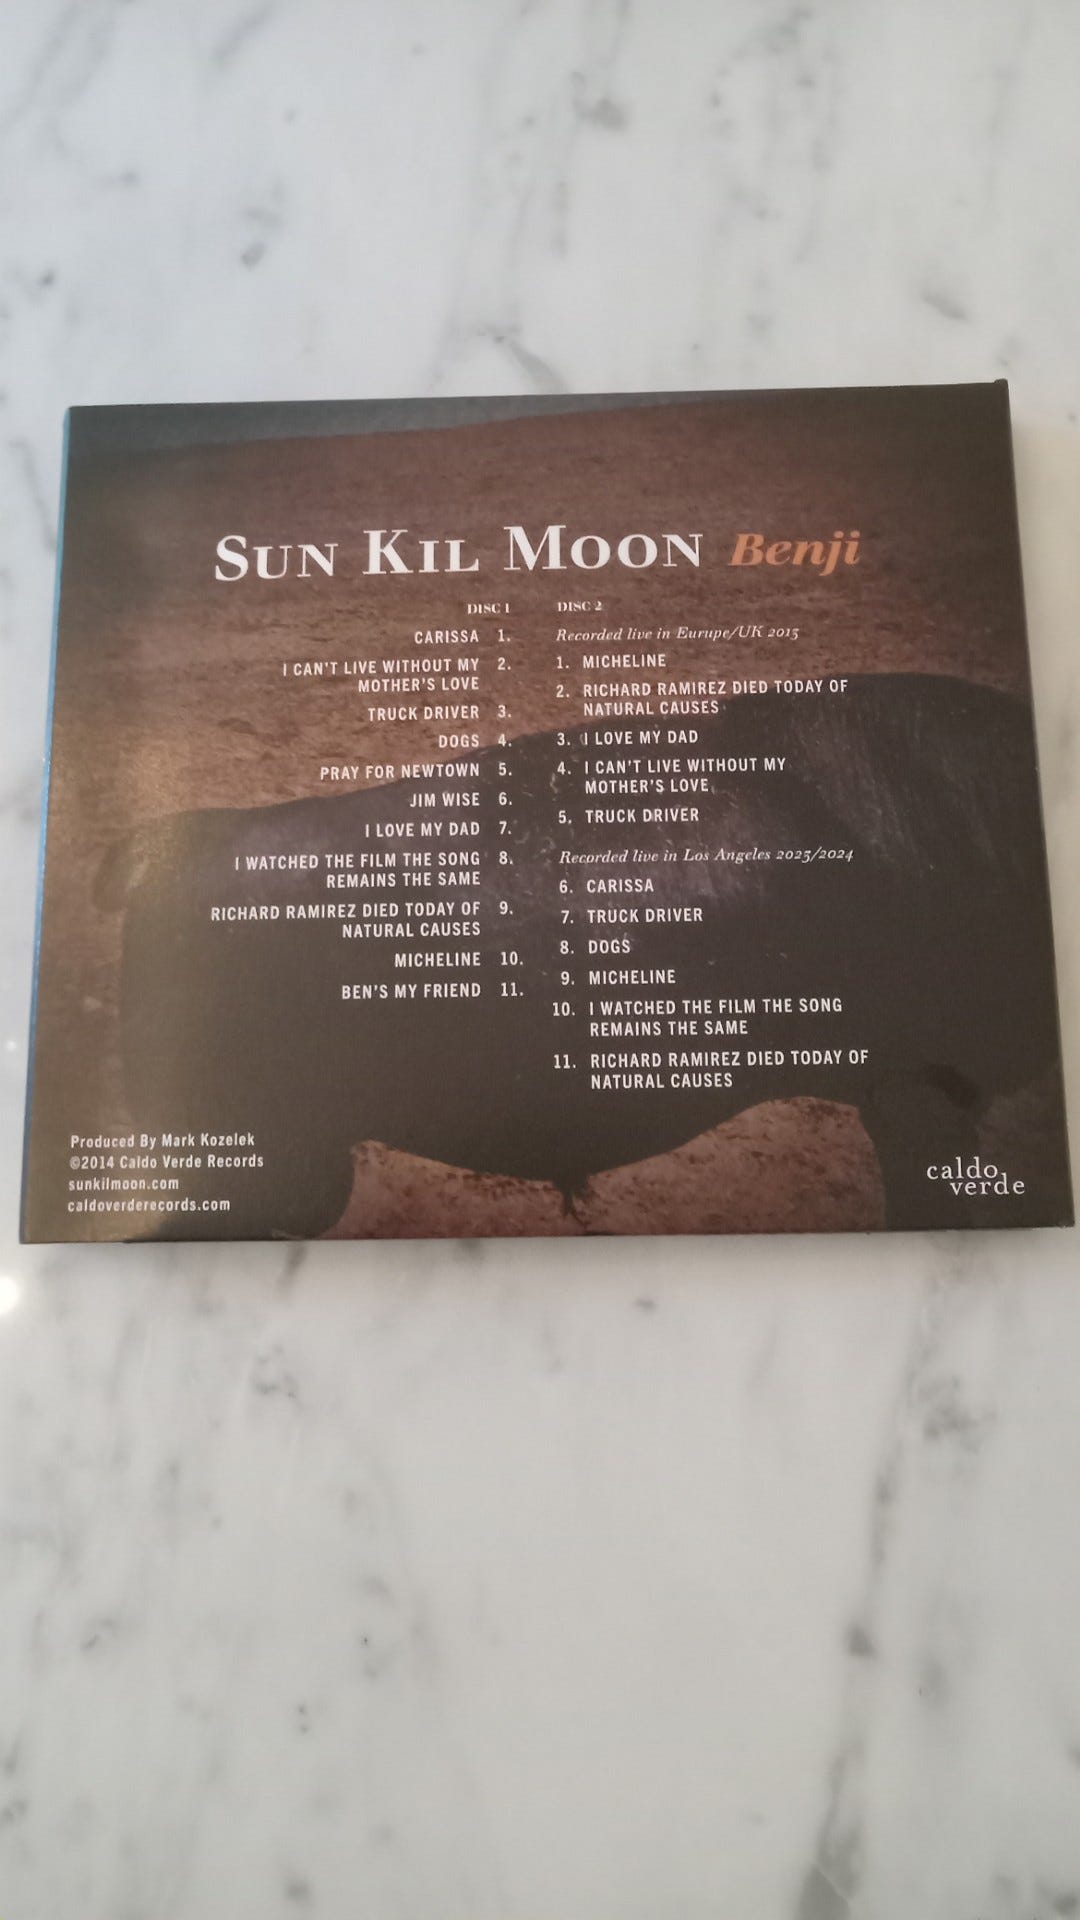 SUN KIL MOON Benji
DISC 1
CARISSA 1.
I CAN'T LIVE WITHOUT MY 2.
MOTHER'S LOVE
TRUCK DRIVER 3.
DOGS 4.
PRAY FOR NEWTOWN 5.
JIM WISE 6.
I LOVE MY DAD 7.
I WATCHED THE FILM THE SONG 8.
REMAINS THE SAME
RICHARD RAMIREZ DIED TODAY OF 9.
NATURAL CAUSES
MICHELINE 10.
BEN'S MY FRIEND 11.
DISC 2
Recorded live in Eurupe/UK 2015
1. MICHELINE
2. RICHARD RAMIREZ DIED TODAY OF
NATURAL CAUSES
3. I LOVE MY DAD
4. I CAN'T LIVE WITHOUT MY
MOTHER'S LOVE
5. TRUCK DRIVER
Recorded live in Los Angeles 2023/2024
6. CARISSA
7. TRUCK DRIVER
8. DOGS
9. MICHELINE
10. I WATCHED THE FILM THE SONG
REMAINS THE SAME
11. RICHARD RAMIREZ DIED TODAY OF
NATURAL CAUSES
Produced By Mark Kozelek
©2014 Caldo Verde Records
sunkilmoon.com
caldoverderecords.com
caldo
verde